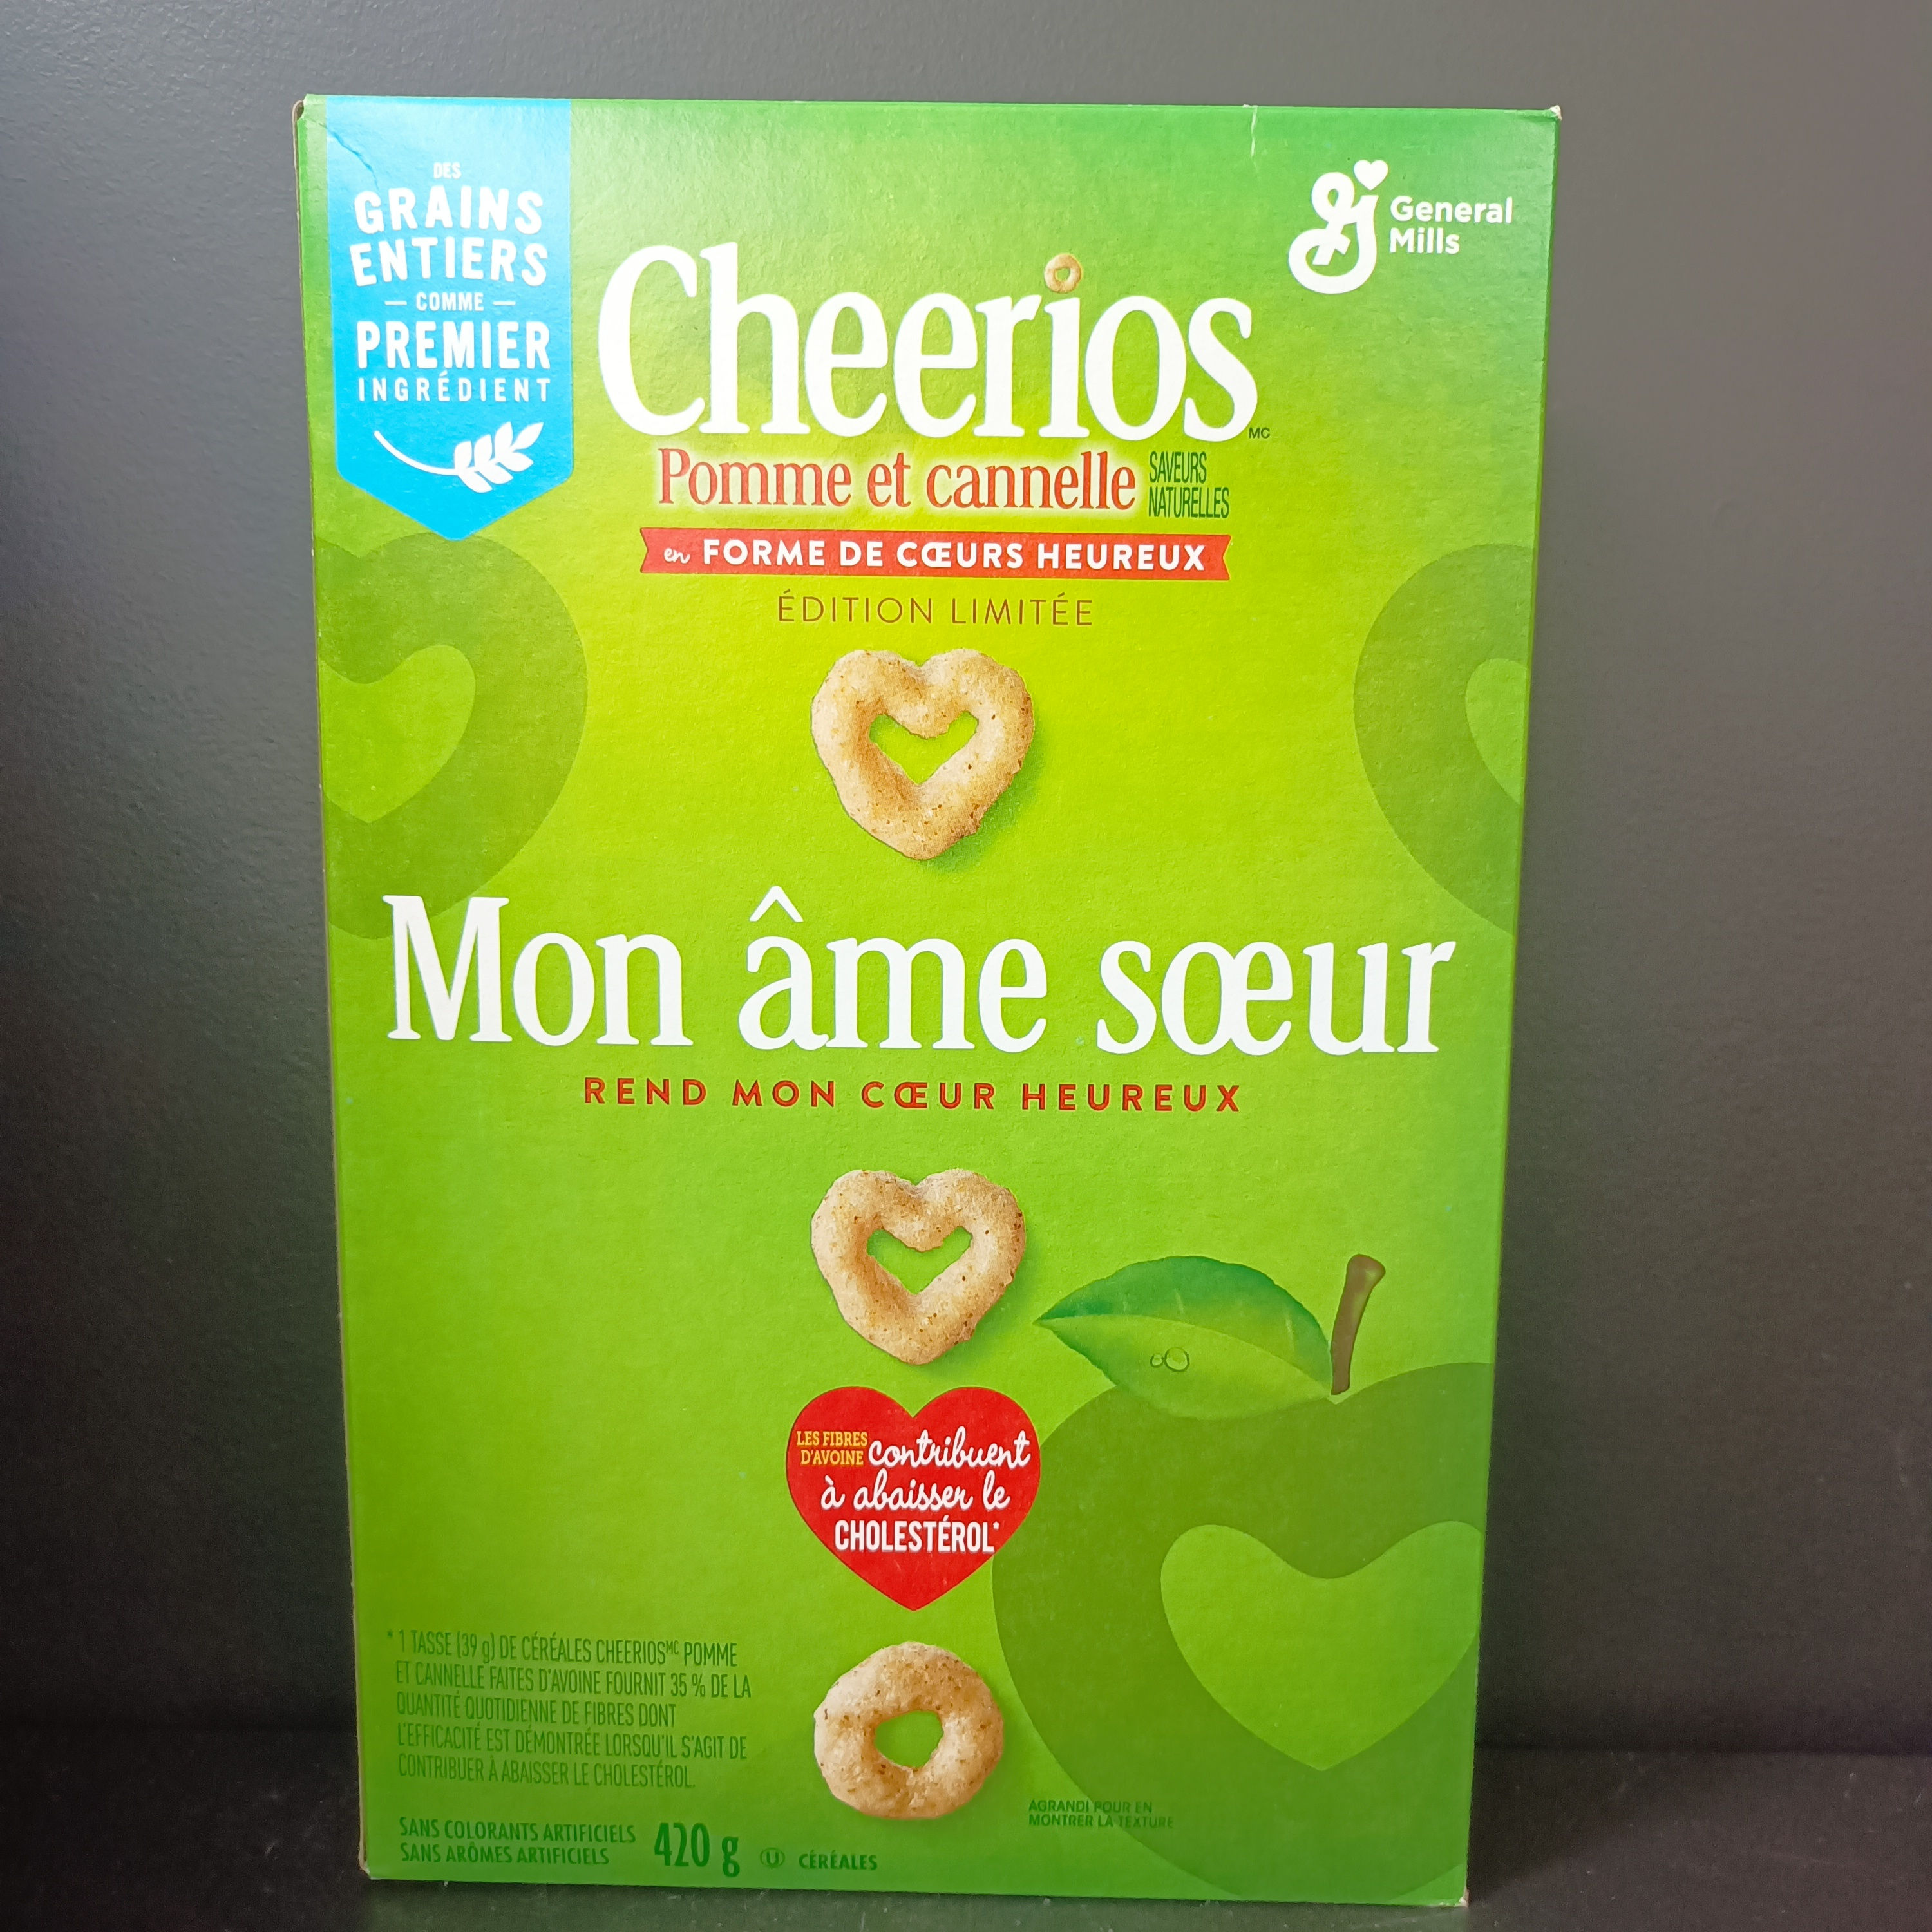 DES
GRAINS
ENTIERS
COMME
PREMIER
INGRÉDIENT
General
Mills
Cheerios MC
Pomme et cannelle SAVEURS
NATURELLES
en FORME DE CŒURS HEUREUX
ÉDITION LIMITÉE
Mon âme sœur
REND MON CŒUR HEUREUX
LES FIBRES
D'AVOINE contribuent
à abaisser le
CHOLESTÉROL*
* 1 TASSE (39 g) DE CÉRÉALES CHEERIOS MC POMME
ET CANNELLE FAITES D'AVOINE FOURNIT 35 % DE LA
QUANTITÉ QUOTIDIENNE DE FIBRES DONT
L'EFFICACITÉ EST DÉMONTRÉE LORSQU'IL S'AGIT DE
CONTRIBUER À ABAISSER LE CHOLESTÉROL.
AGRANDI POUR EN
MONTRER LA TEXTURE
SANS COLORANTS ARTIFICIELS
SANS ARÔMES ARTIFICIELS
420 g U CÉRÉALES